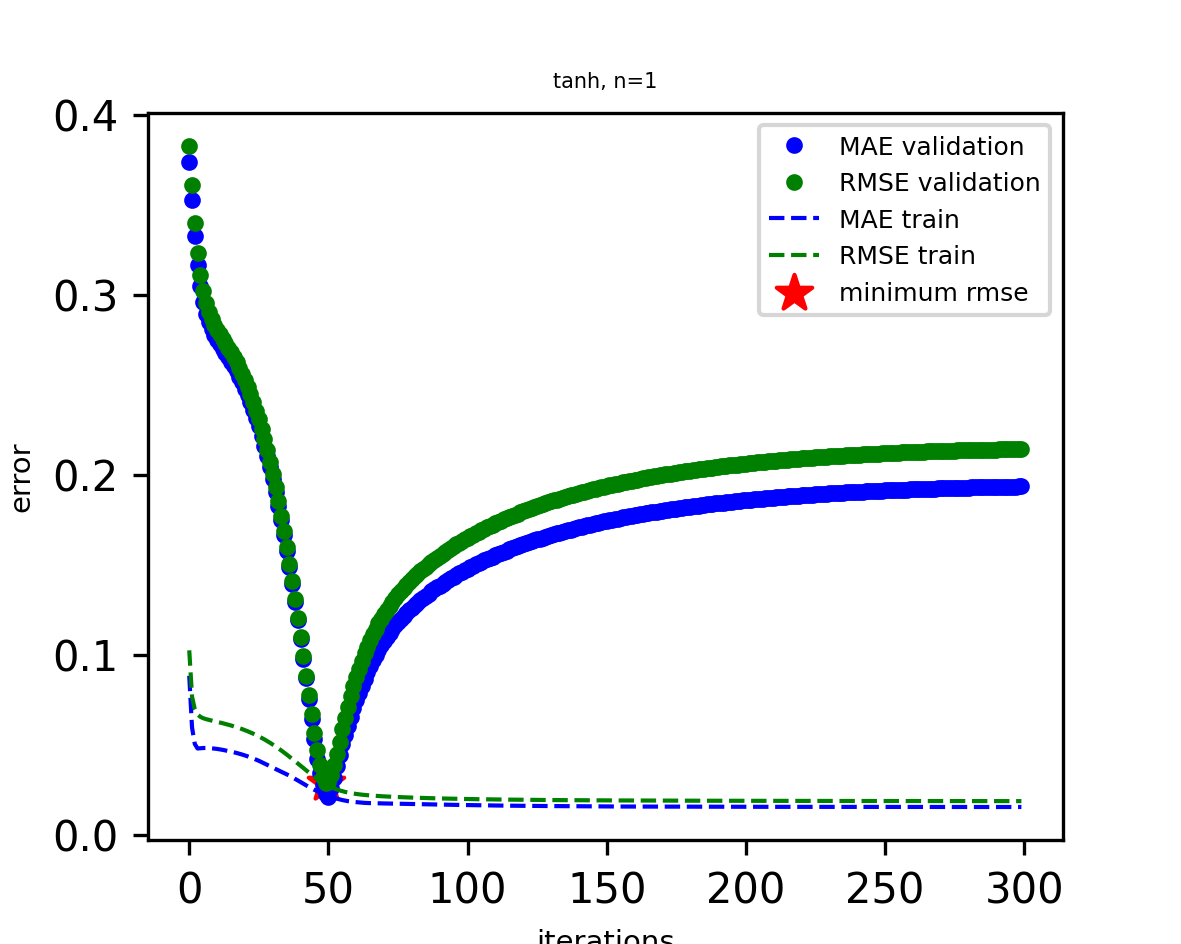 tanh, n=1
0.4
0.3
0.2
0.1
0.0
error
MAE validation
RMSE validation
MAE train
RMSE train
minimum rmse
0 50 100 150 200 250 300
iterations